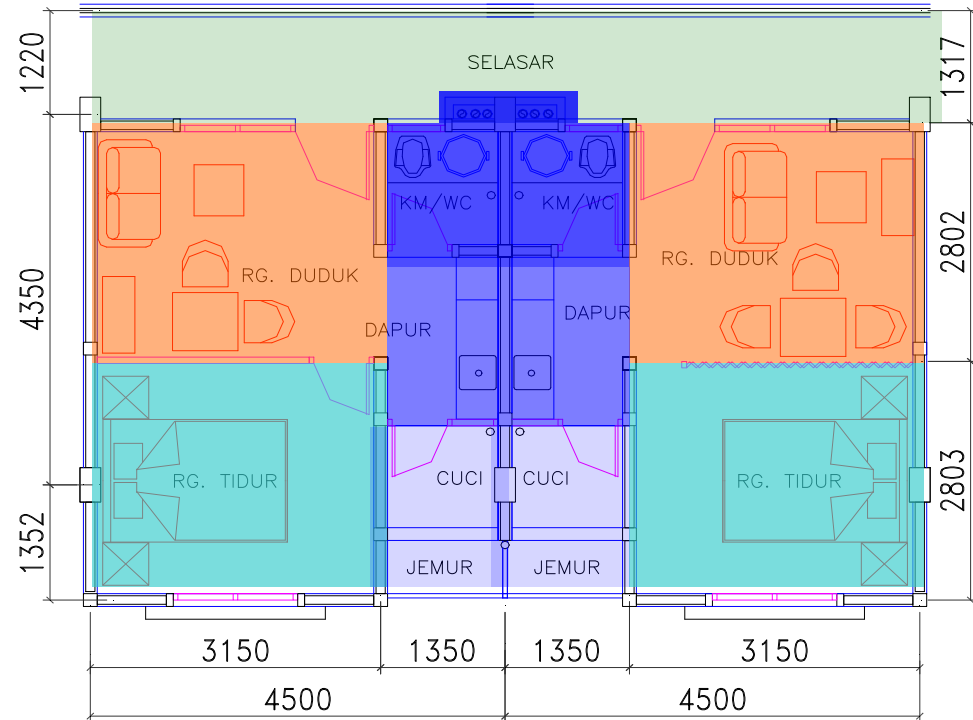 SELASAR
1220
1317
KM/WC
KM/WC
RG. DUDUK
RG. DUDUK
2802
4350
DAPUR
DAPUR
RG. TIDUR
CUCI
CUCI
RG. TIDUR
2803
1352
JEMUR
JEMUR
3150
1350
1350
3150
4500
4500